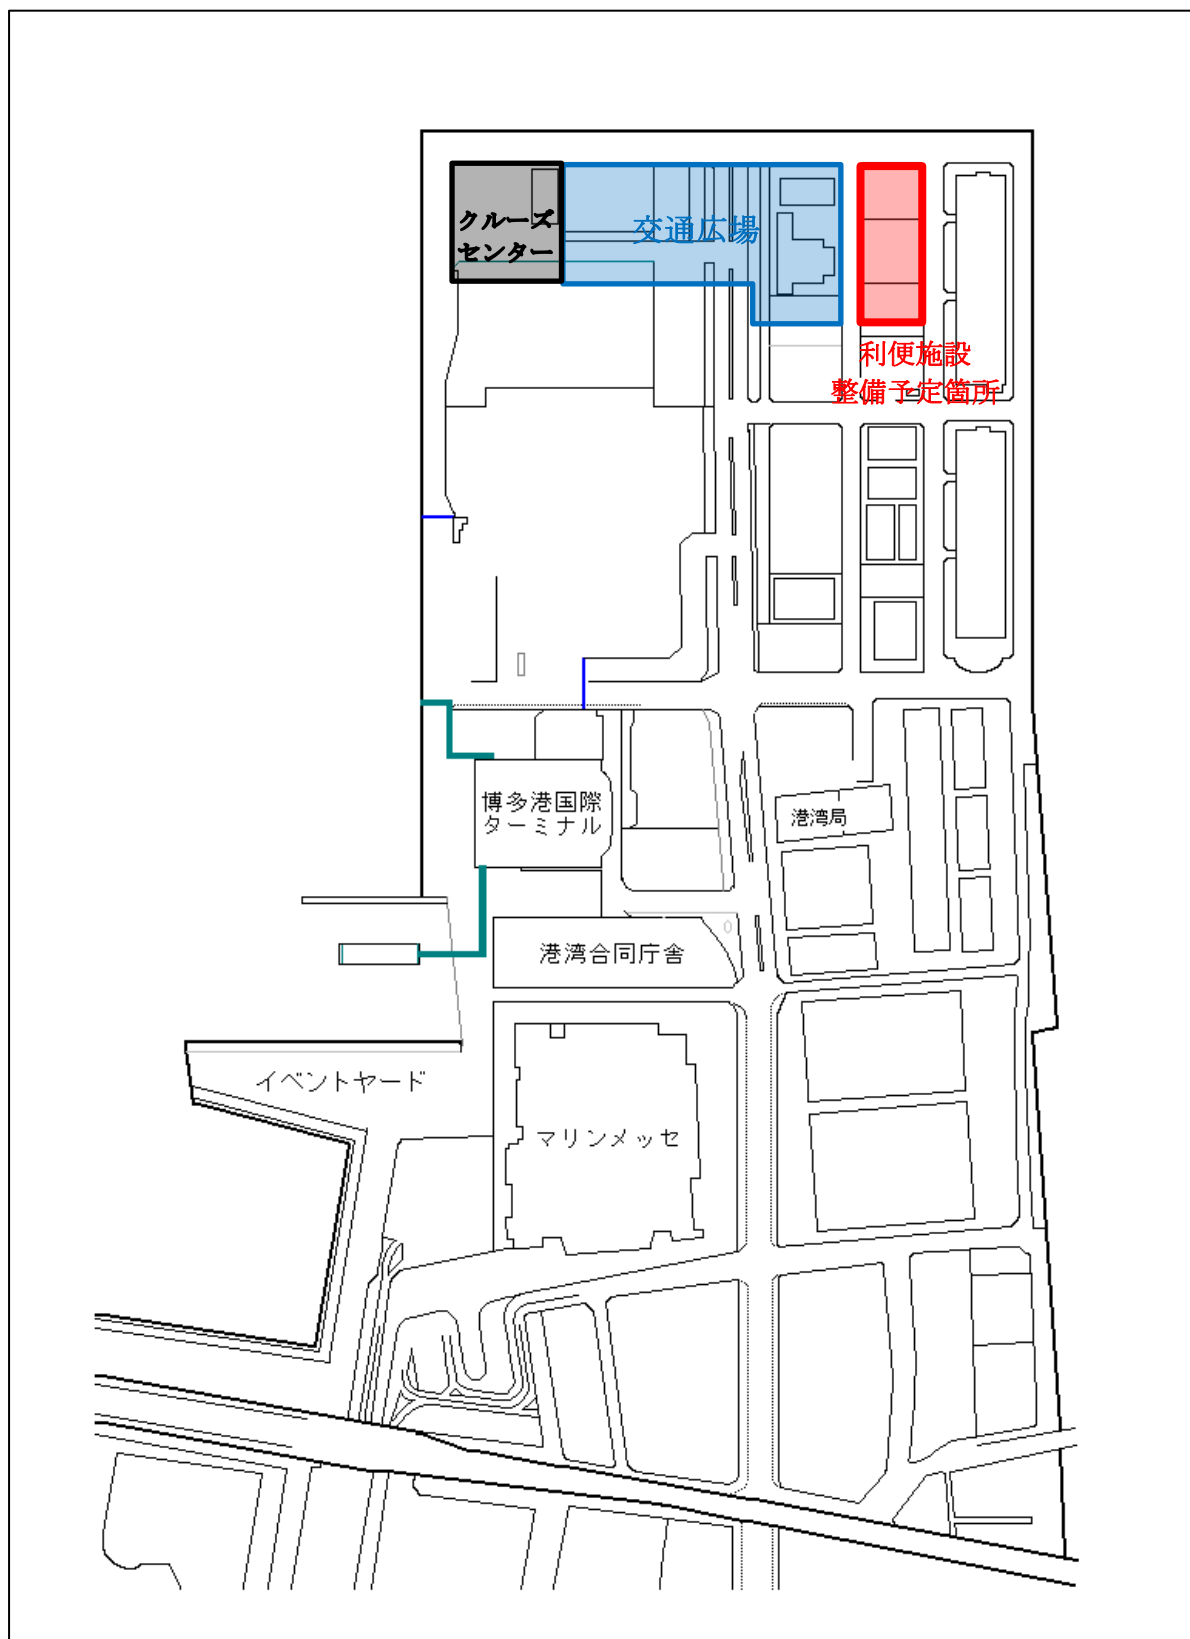 クルーズ
センター
交通広場
利便施設
整備予定箇所
博多港国際
ターミナル
港湾局
港湾合同庁舎
イベントヤード
マリンメッセ